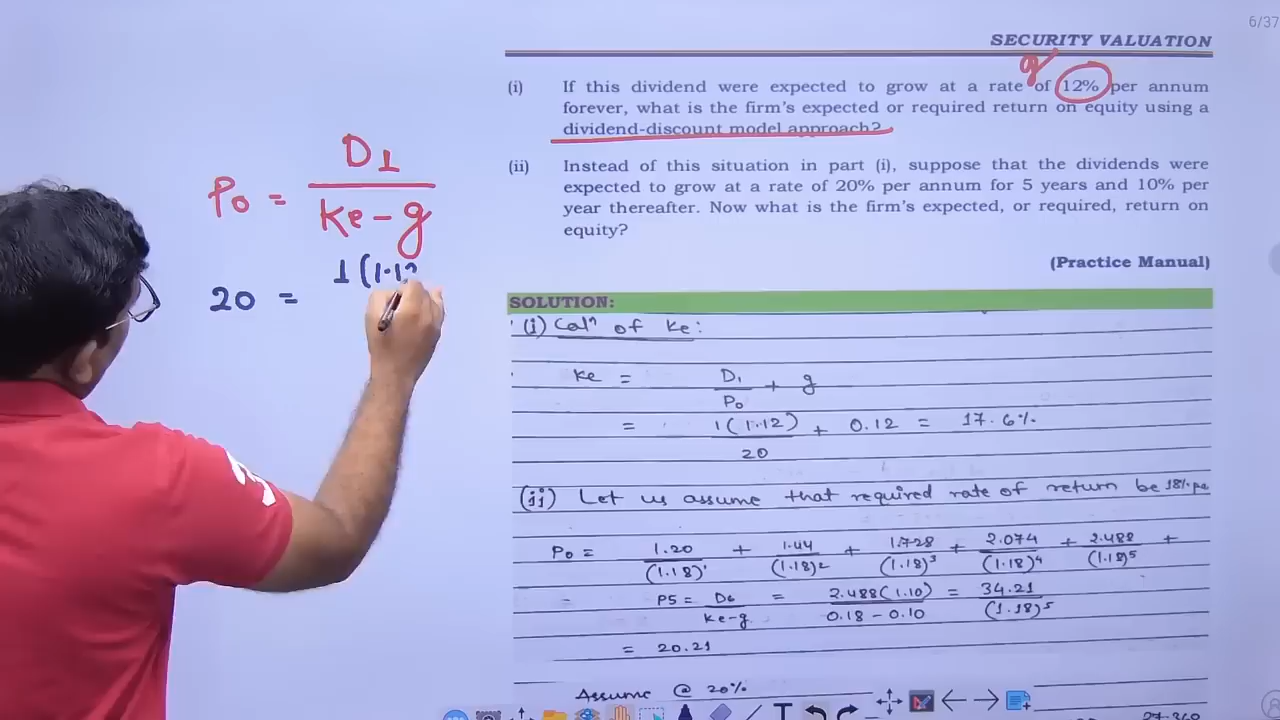 6/37
SECURITY VALUATION
g
(i) If this dividend were expected to grow at a rate of 12% per annum
forever, what is the firm's expected or required return on equity using a
dividend-discount model approach?
(ii) Instead of this situation in part (i), suppose that the dividends were
expected to grow at a rate of 20% per annum for 5 years and 10% per
year thereafter. Now what is the firm's expected, or required, return on
equity?
(Practice Manual)
P0 = D1
Ke - g
20 = 1(1.12
SOLUTION:
(i) Calⁿ of Ke:
Ke = D1 + g
P0
= 1(1.12) + 0.12 = 17.6%
20
(ii) Let us assume that required rate of return be 18%
P0 = 1.20 + 1.44 + 1.728 + 2.074 + 2.488 +
(1.18)¹ (1.18)² (1.18)³ (1.18)⁴ (1.18)⁵
P5 = D6 = 2.488(1.10) = 34.21
Ke-g 0.18 - 0.10 (1.18)⁵
= 20.21
Assume @ 20%